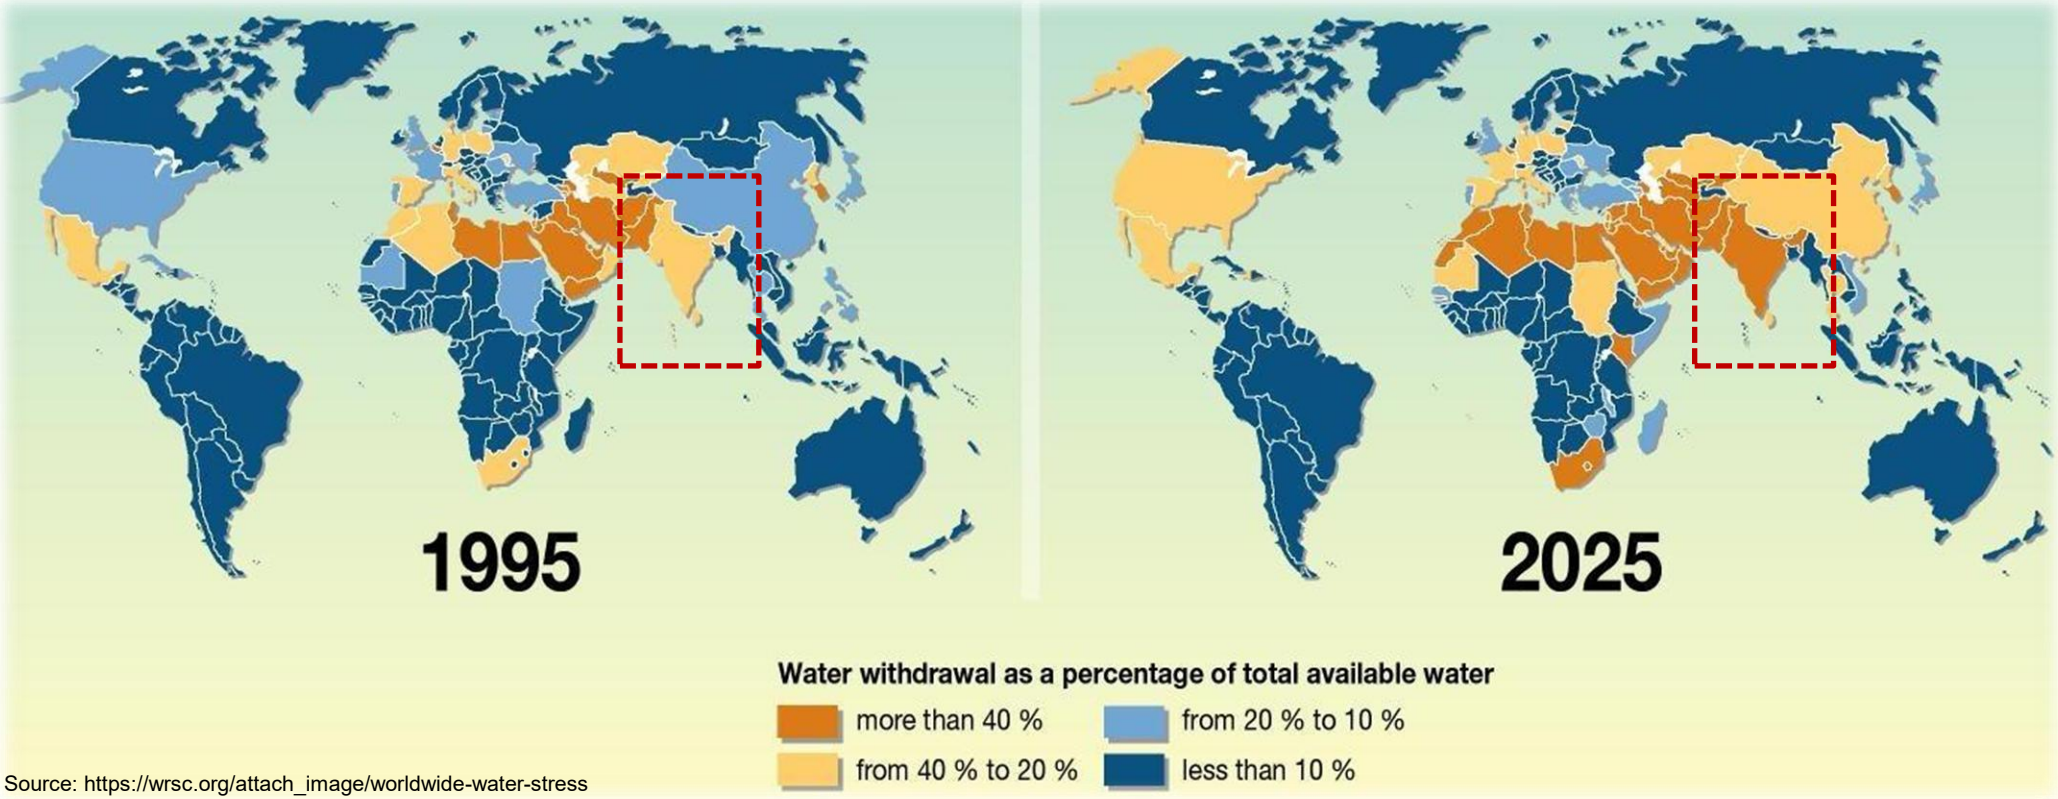 1995
2025
Water withdrawal as a percentage of total available water
more than 40 %
from 20 % to 10 %
from 40 % to 20 %
less than 10 %
Source: https://wrsc.org/attach_image/worldwide-water-stress